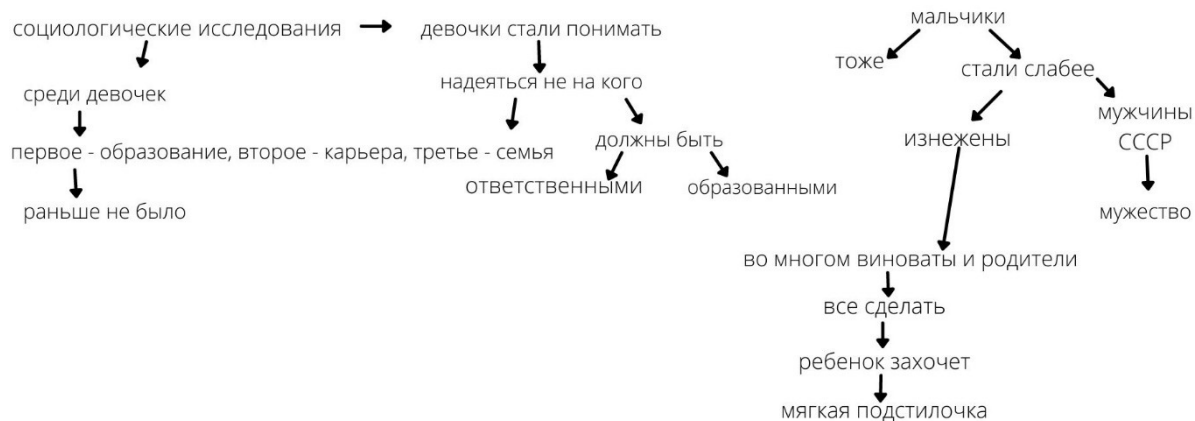 социологические исследования
девочки стали понимать
среди девочек
надеяться не на кого
первое - образование, второе - карьера, третье - семья
должны быть
ответственными
образованными
раньше не было
мальчики
тоже
стали слабее
изнежены
мужчины
СССР
мужество
во многом виноваты и родители
все сделать
ребенок захочет
мягкая подстилочка